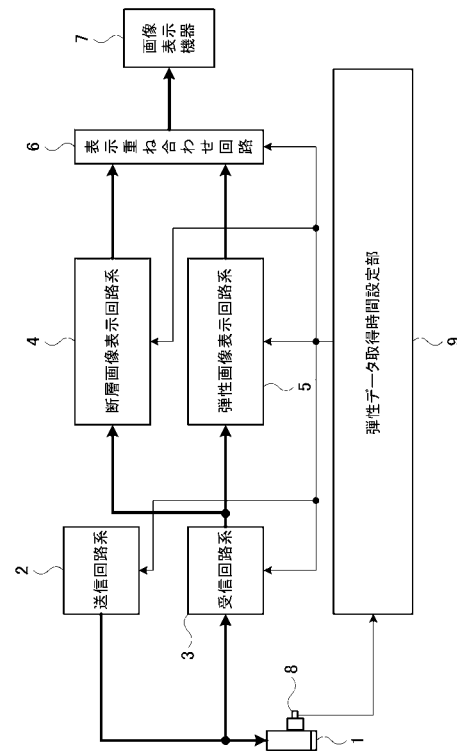 7
画像
表示
機器
6
表示重ね合わせ回路
4
断層画像表示回路系
弾性画像表示回路系
5
2
送信回路系
受信回路系
3
弾性データ取得時間設定部
9
8
1